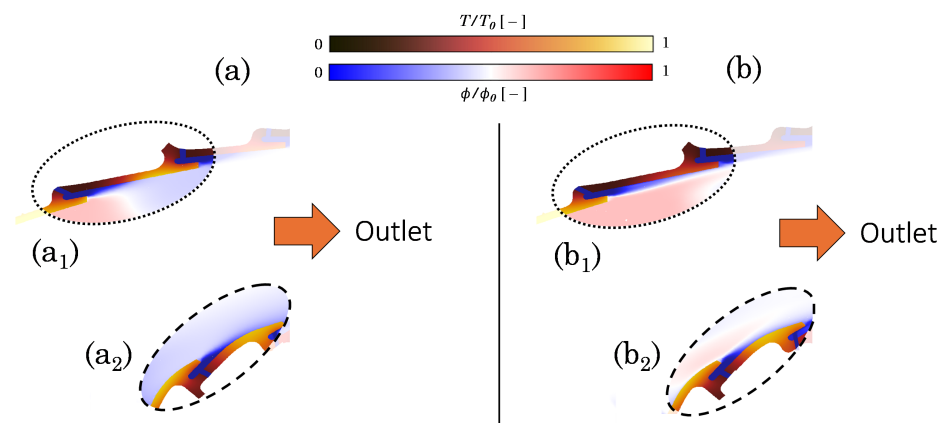 T/T₀ [ − ]
0 1
0 1
ϕ/ϕ₀ [ − ]
(a) (b)
(a₁) Outlet
(b₁) Outlet
(a₂) (b₂)